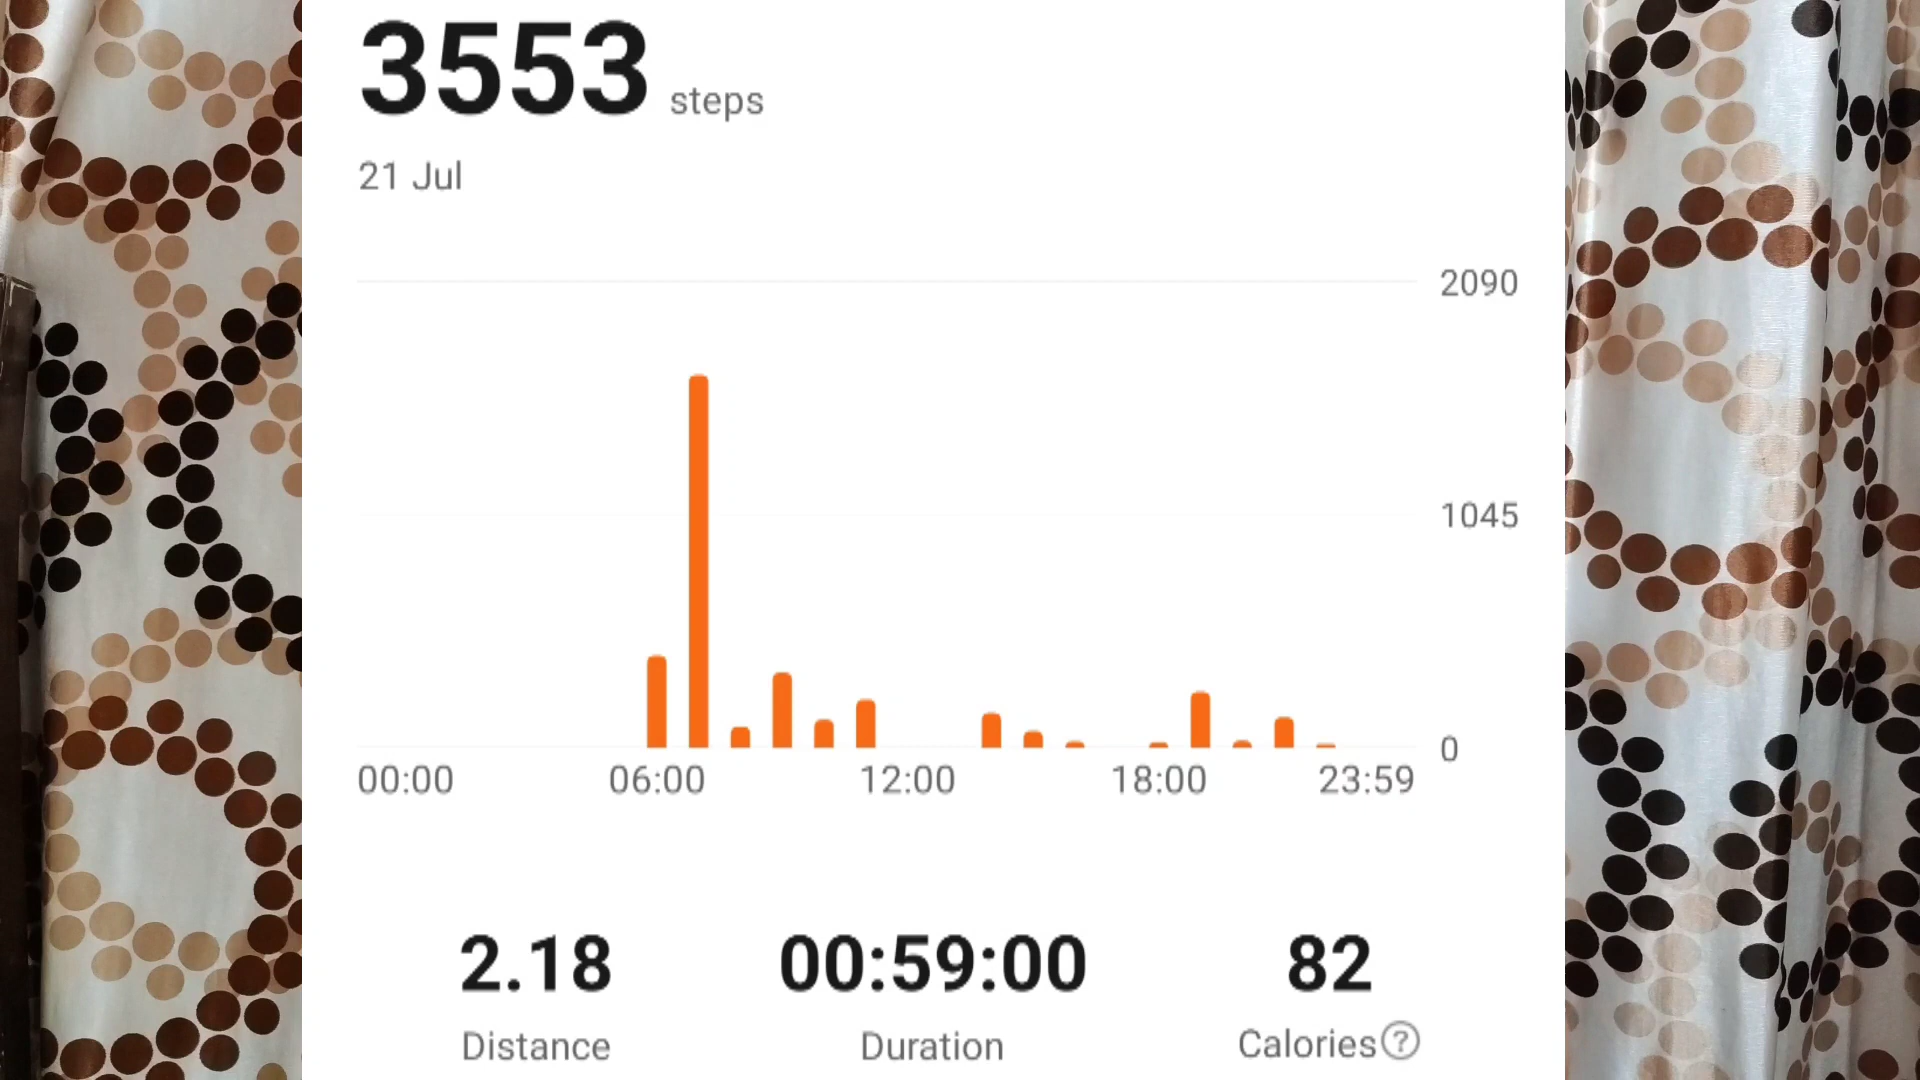 3553 steps
21 Jul
2090
1045
0
00:00 06:00 12:00 18:00 23:59
2.18 00:59:00 82
Distance Duration Calories?